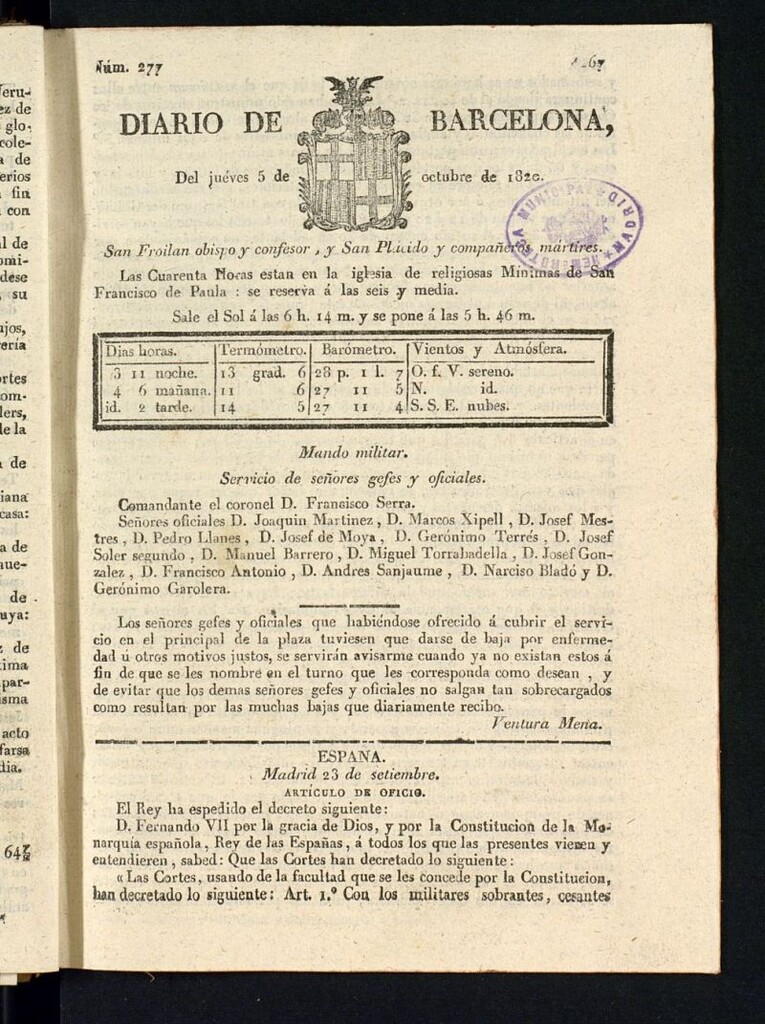 Núm. 277
DIARIO DE BARCELONA,
Del juéves 5 de octubre de 1820.
HEMEROTECA MUNICIPAL MADRID
San Froilan obispo y confesor, y San Plácido y compañeros mártires.
Las Cuarenta Horas estan en la iglesia de religiosas Mínimas de San
Francisco de Paula : se reserva á las seis y media.
Sale el Sol á las 6 h. 14 m. y se pone á las 5 h. 46 m.
Dias horas. Termómetro. Barómetro. Vientos y Atmósfera.
3 11 noche. 13 grad. 6 28 p. 1 l. 7 O. f. V. sereno.
4 6 mañana. 11 6 27 11 5 N. id.
id. 2 tarde. 14 5 27 11 4 S. S. E. nubes.
Mando militar.
Servicio de señores gefes y oficiales.
Comandante el coronel D. Francisco Serra.
Señores oficiales D. Joaquin Martinez , D. Marcos Xipell , D. Josef Mes-
tres , D. Pedro Llanes , D. Josef de Moya , D. Gerónimo Terrés , D. Josef
Soler segundo , D. Manuel Barrero , D. Miguel Torrabadella , D. Josef Gon-
zalez , D. Francisco Antonio , D. Andres Sanjaume , D. Narciso Bladó y D.
Gerónimo Garolera.
Los señores gefes y oficiales que habiéndose ofrecido á cubrir el servi-
cio en el principal de la plaza tuviesen que darse de baja por enferme-
dad ú otros motivos justos, se servirán avisarme cuando ya no existan estos á
fin de que se les nombre en el turno que les corresponda como desean , y
de evitar que los demas señores gefes y oficiales no salgan tan sobrecargados
como resultan por las muchas bajas que diariamente recibo.
Ventura Mena.
ESPAÑA.
Madrid 23 de setiembre.
ARTÍCULO DE OFICIO.
El Rey ha espedido el decreto siguiente:
D. Fernando VII por la gracia de Dios, y por la Constitucion de la Mo-
narquía española, Rey de las Españas, á todos los que las presentes vieren y
entendieren , sabed: Que las Cortes han decretado lo siguiente :
«Las Cortes, usando de la facultad que se les concede por la Constitucion,
han decretado lo siguiente: Art. 1.º Con los militares sobrantes, cesantes